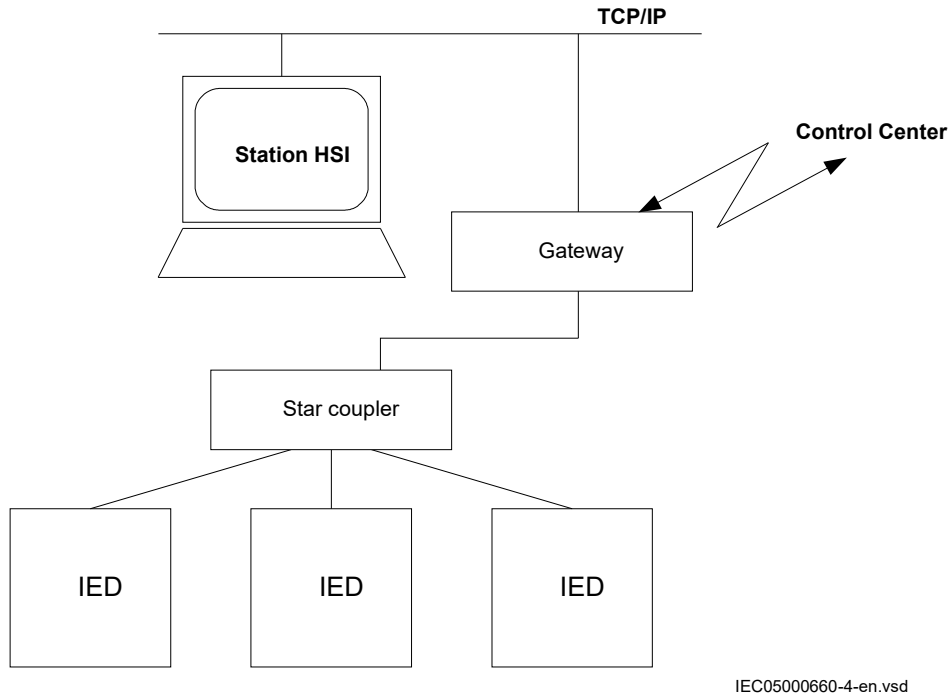 TCP/IP
Control Center
Station HSI
Gateway
Star coupler
IED
IED
IED
IEC05000660-4-en.vsd